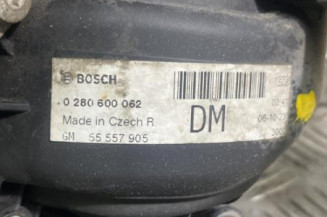 BOSCH
0 280 600 062
Made in Czech R.
GM 55 557 905
DM